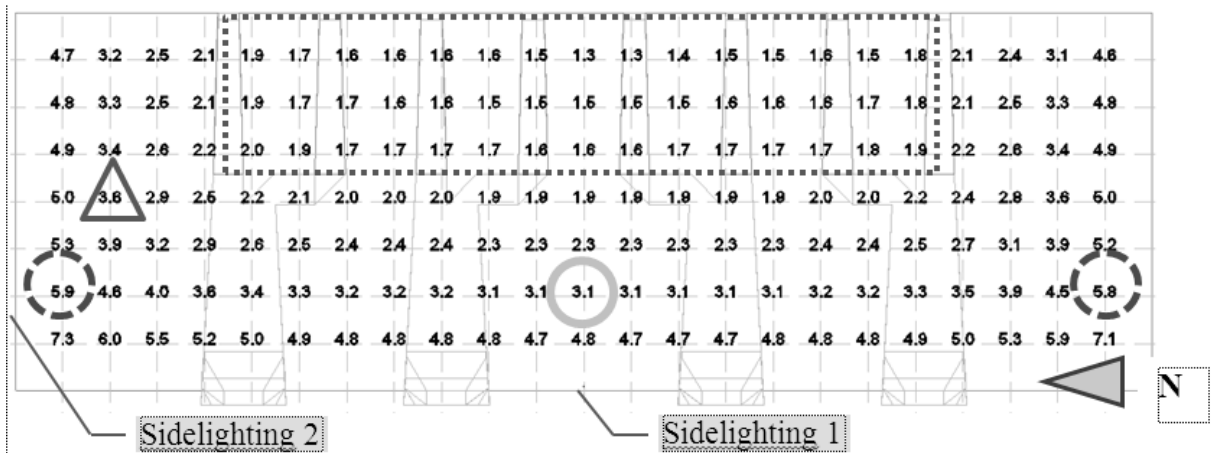 4.7 3.2 2.5 2.1 1.9 1.7 1.6 1.6 1.6 1.6 1.5 1.3 1.3 1.4 1.5 1.5 1.6 1.5 1.8 2.1 2.4 3.1 4.6
4.8 3.3 2.5 2.1 1.9 1.7 1.7 1.6 1.6 1.5 1.6 1.5 1.5 1.5 1.6 1.6 1.6 1.7 1.8 2.1 2.5 3.3 4.8
4.9 3.4 2.6 2.2 2.0 1.9 1.7 1.7 1.7 1.7 1.6 1.6 1.6 1.7 1.7 1.7 1.7 1.8 1.9 2.2 2.6 3.4 4.9
5.0 3.6 2.9 2.5 2.2 2.1 2.0 2.0 2.0 1.9 1.9 1.9 1.9 1.9 1.9 1.9 2.0 2.0 2.2 2.4 2.8 3.6 5.0
5.3 3.9 3.2 2.9 2.6 2.5 2.4 2.4 2.4 2.3 2.3 2.3 2.3 2.3 2.3 2.3 2.4 2.4 2.5 2.7 3.1 3.9 5.2
5.9 4.6 4.0 3.6 3.4 3.3 3.2 3.2 3.2 3.1 3.1 3.1 3.1 3.1 3.1 3.1 3.2 3.2 3.3 3.5 3.9 4.5 5.8
7.3 6.0 5.5 5.2 5.0 4.9 4.8 4.8 4.8 4.8 4.7 4.8 4.7 4.7 4.7 4.8 4.8 4.8 4.9 5.0 5.3 5.9 7.1
N
Sidelighting 2
Sidelighting 1